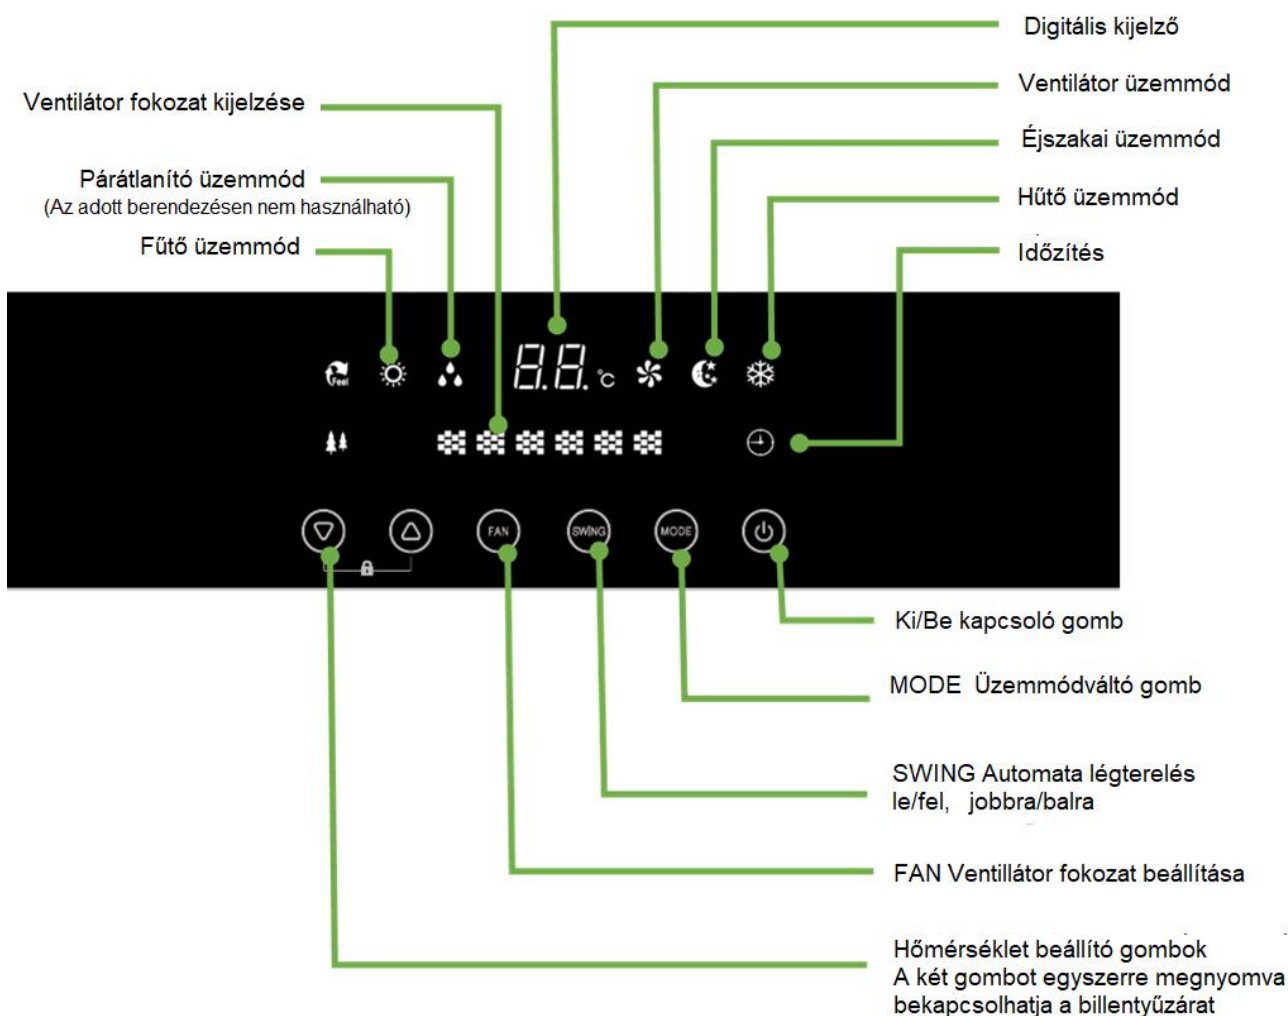 Digitális kijelző
Ventilátor üzemmód
Ventilátor fokozat kijelzése
Éjszakai üzemmód
Párátlanító üzemmód
(Az adott berendezésen nem használható)
Hűtő üzemmód
Fűtő üzemmód
Időzítés
Feel
88 °C
FAN
SWING
MODE
Ki/Be kapcsoló gomb
MODE Üzemmódváltó gomb
SWING Automata légterelés
le/fel, jobbra/balra
FAN Ventillátor fokozat beállítása
Hőmérséklet beállító gombok
A két gombot egyszerre megnyomva
bekapcsolhatja a billentyűzárat